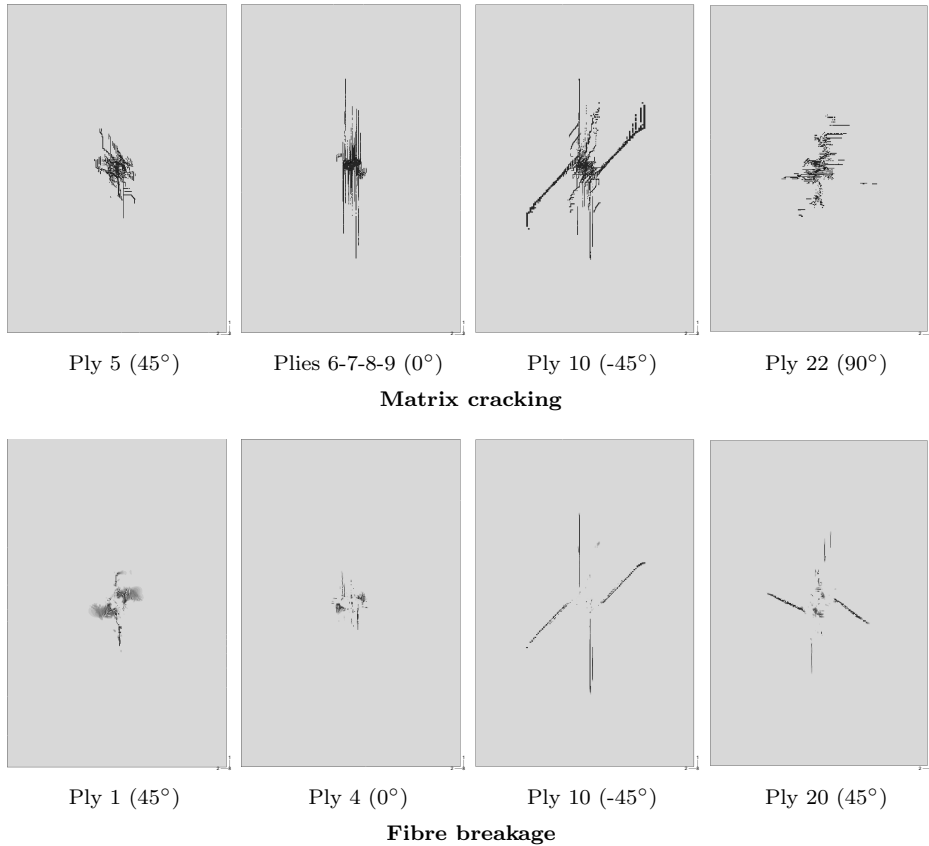 Ply 5 (45°) Plies 6-7-8-9 (0°) Ply 10 (-45°) Ply 22 (90°)
Matrix cracking
Ply 1 (45°) Ply 4 (0°) Ply 10 (-45°) Ply 20 (45°)
Fibre breakage